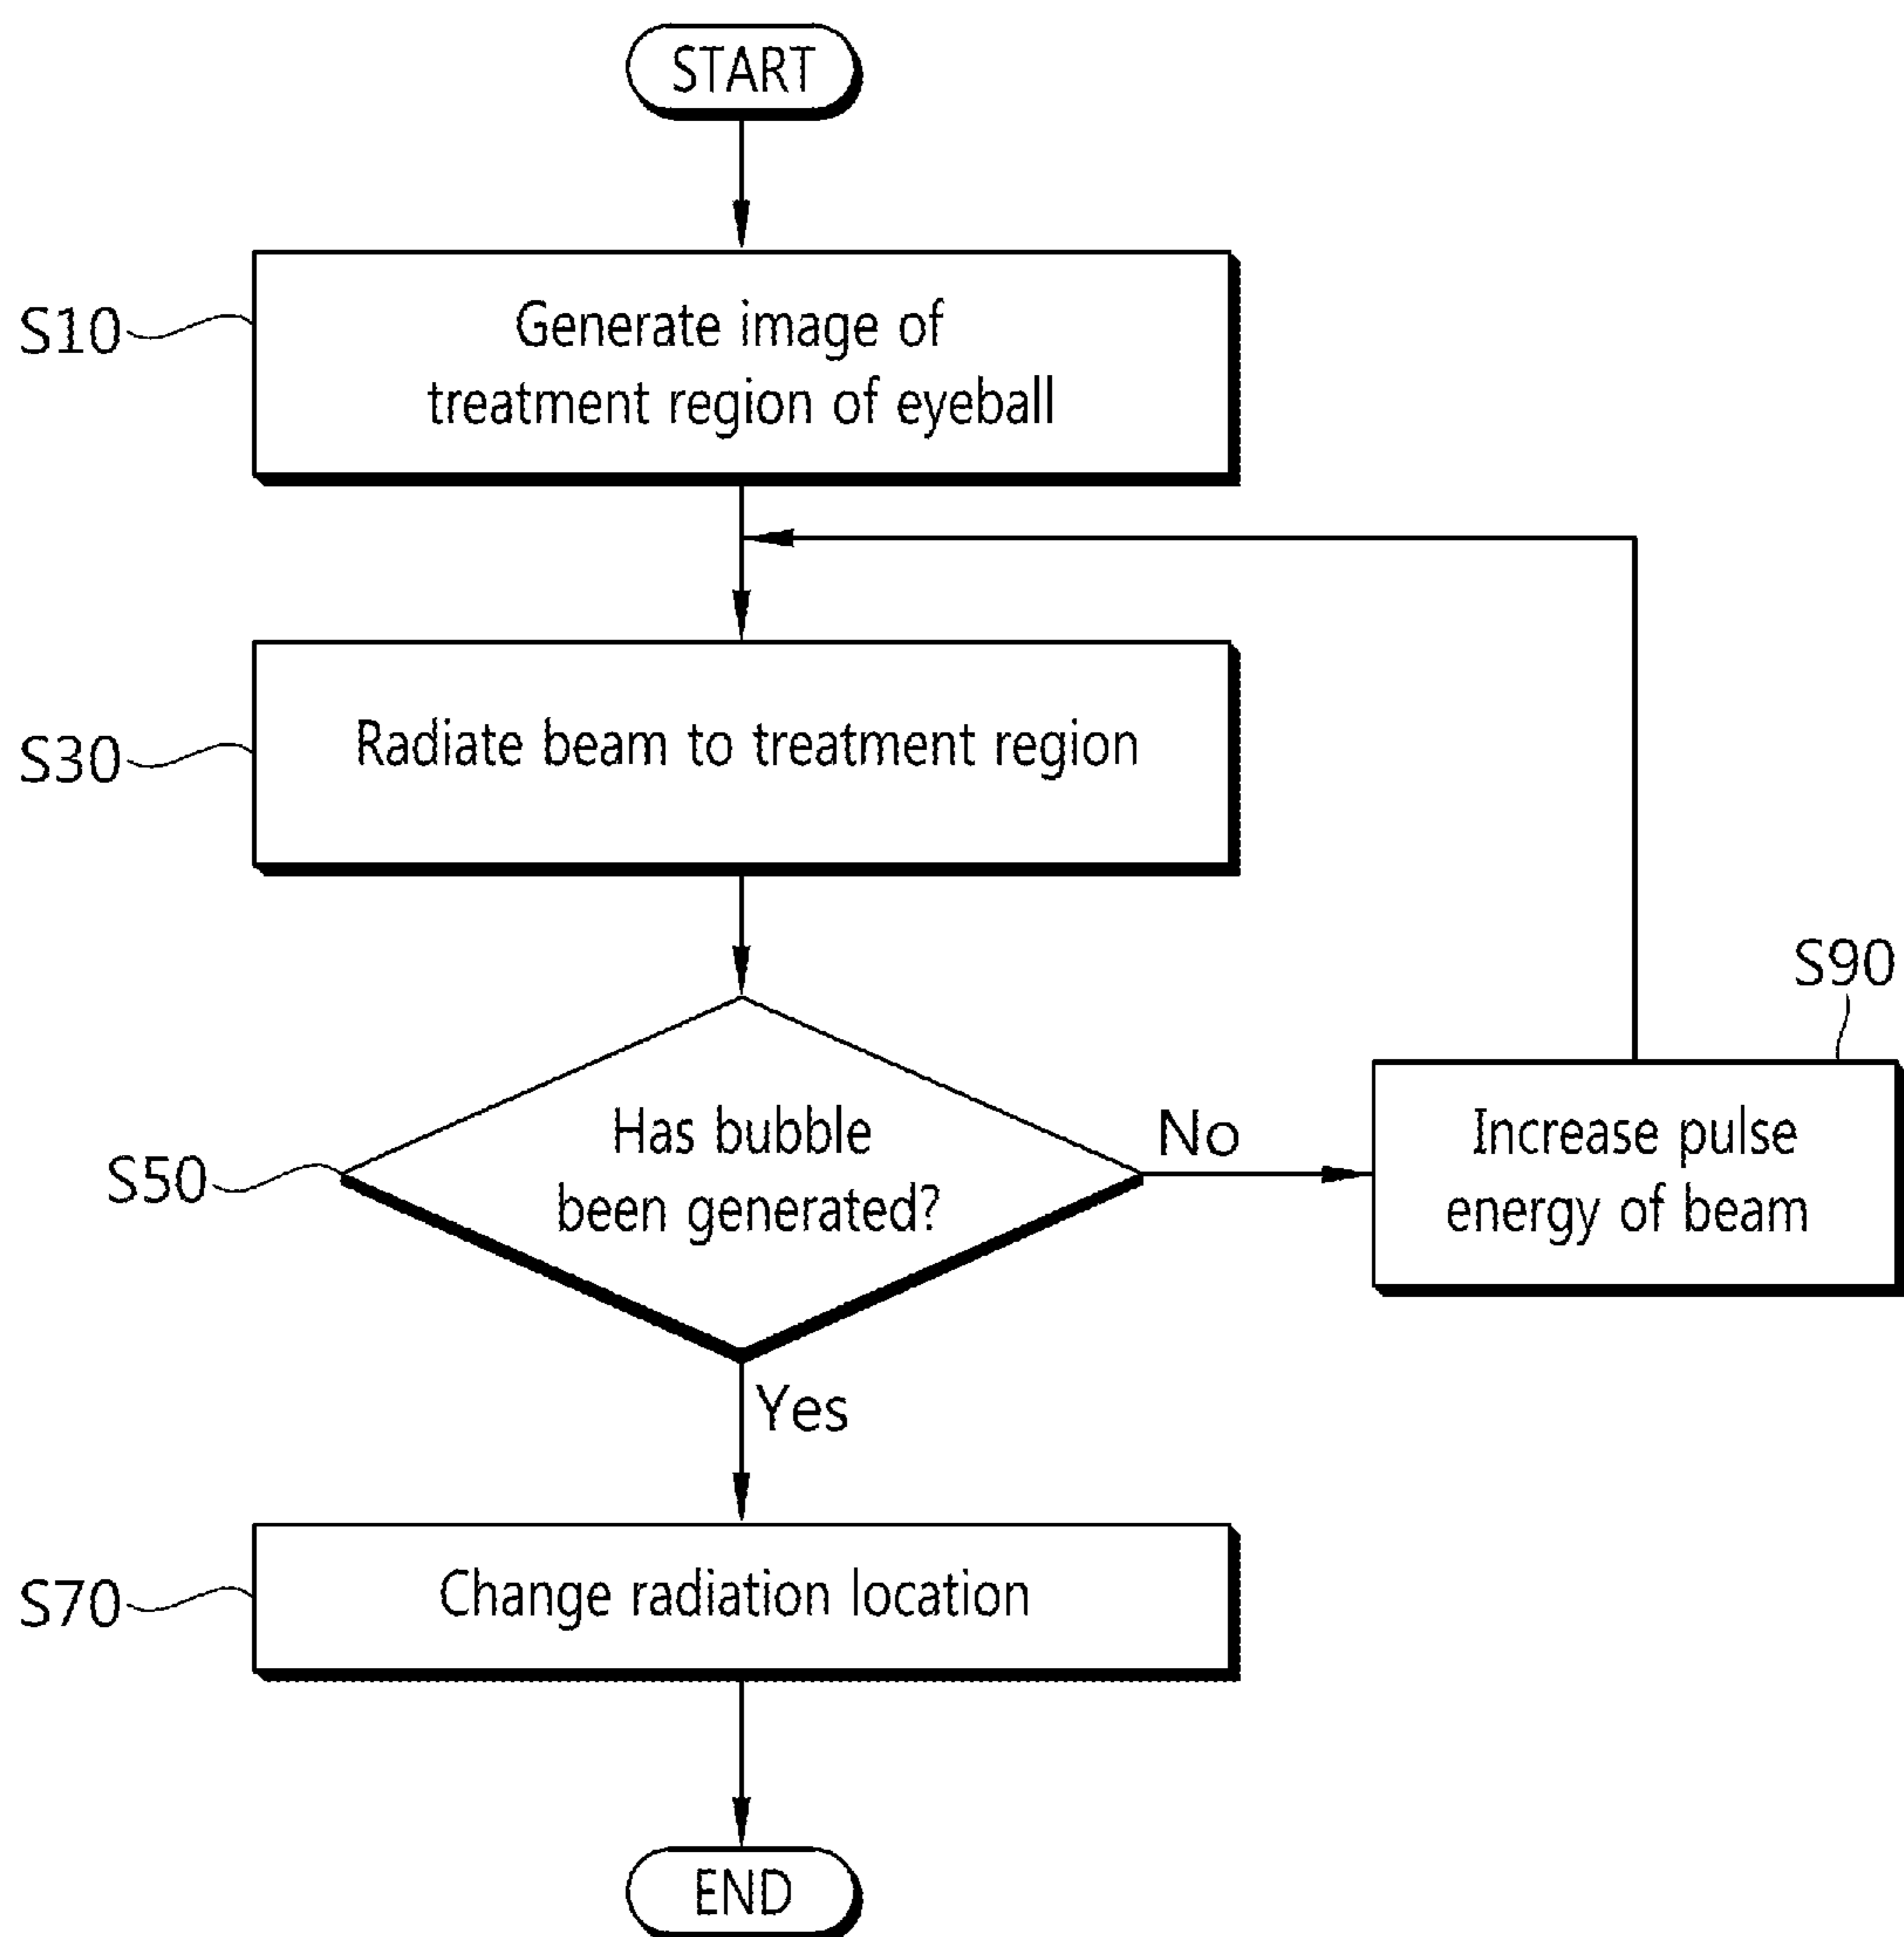 START
S10
Generate image of
treatment region of eyeball
S30
Radiate beam to treatment region
S90
S50
Has bubble
been generated?
No
Increase pulse
energy of beam
Yes
S70
Change radiation location
END